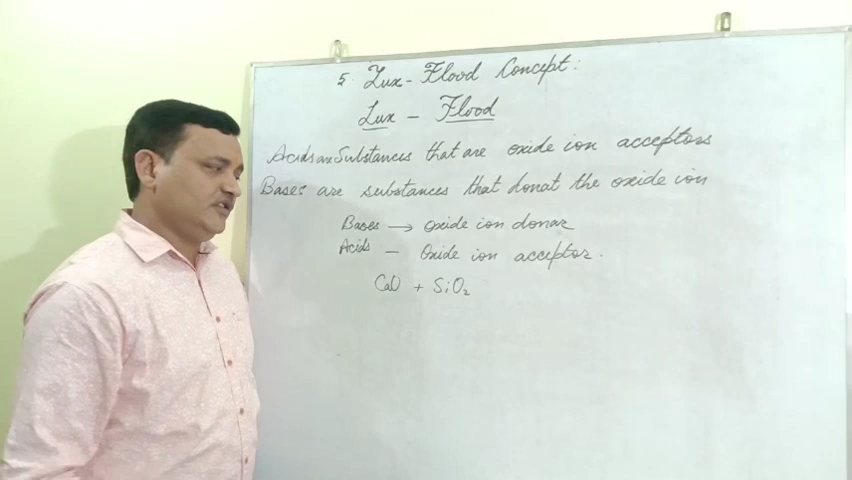 5. Lux - Flood Concept:
Lux - Flood
Acids are Substances that are oxide ion acceptors
Bases are substances that donat the oxide ion
Bases → oxide ion donar
Acids - Oxide ion acceptor.
CaO + SiO₂